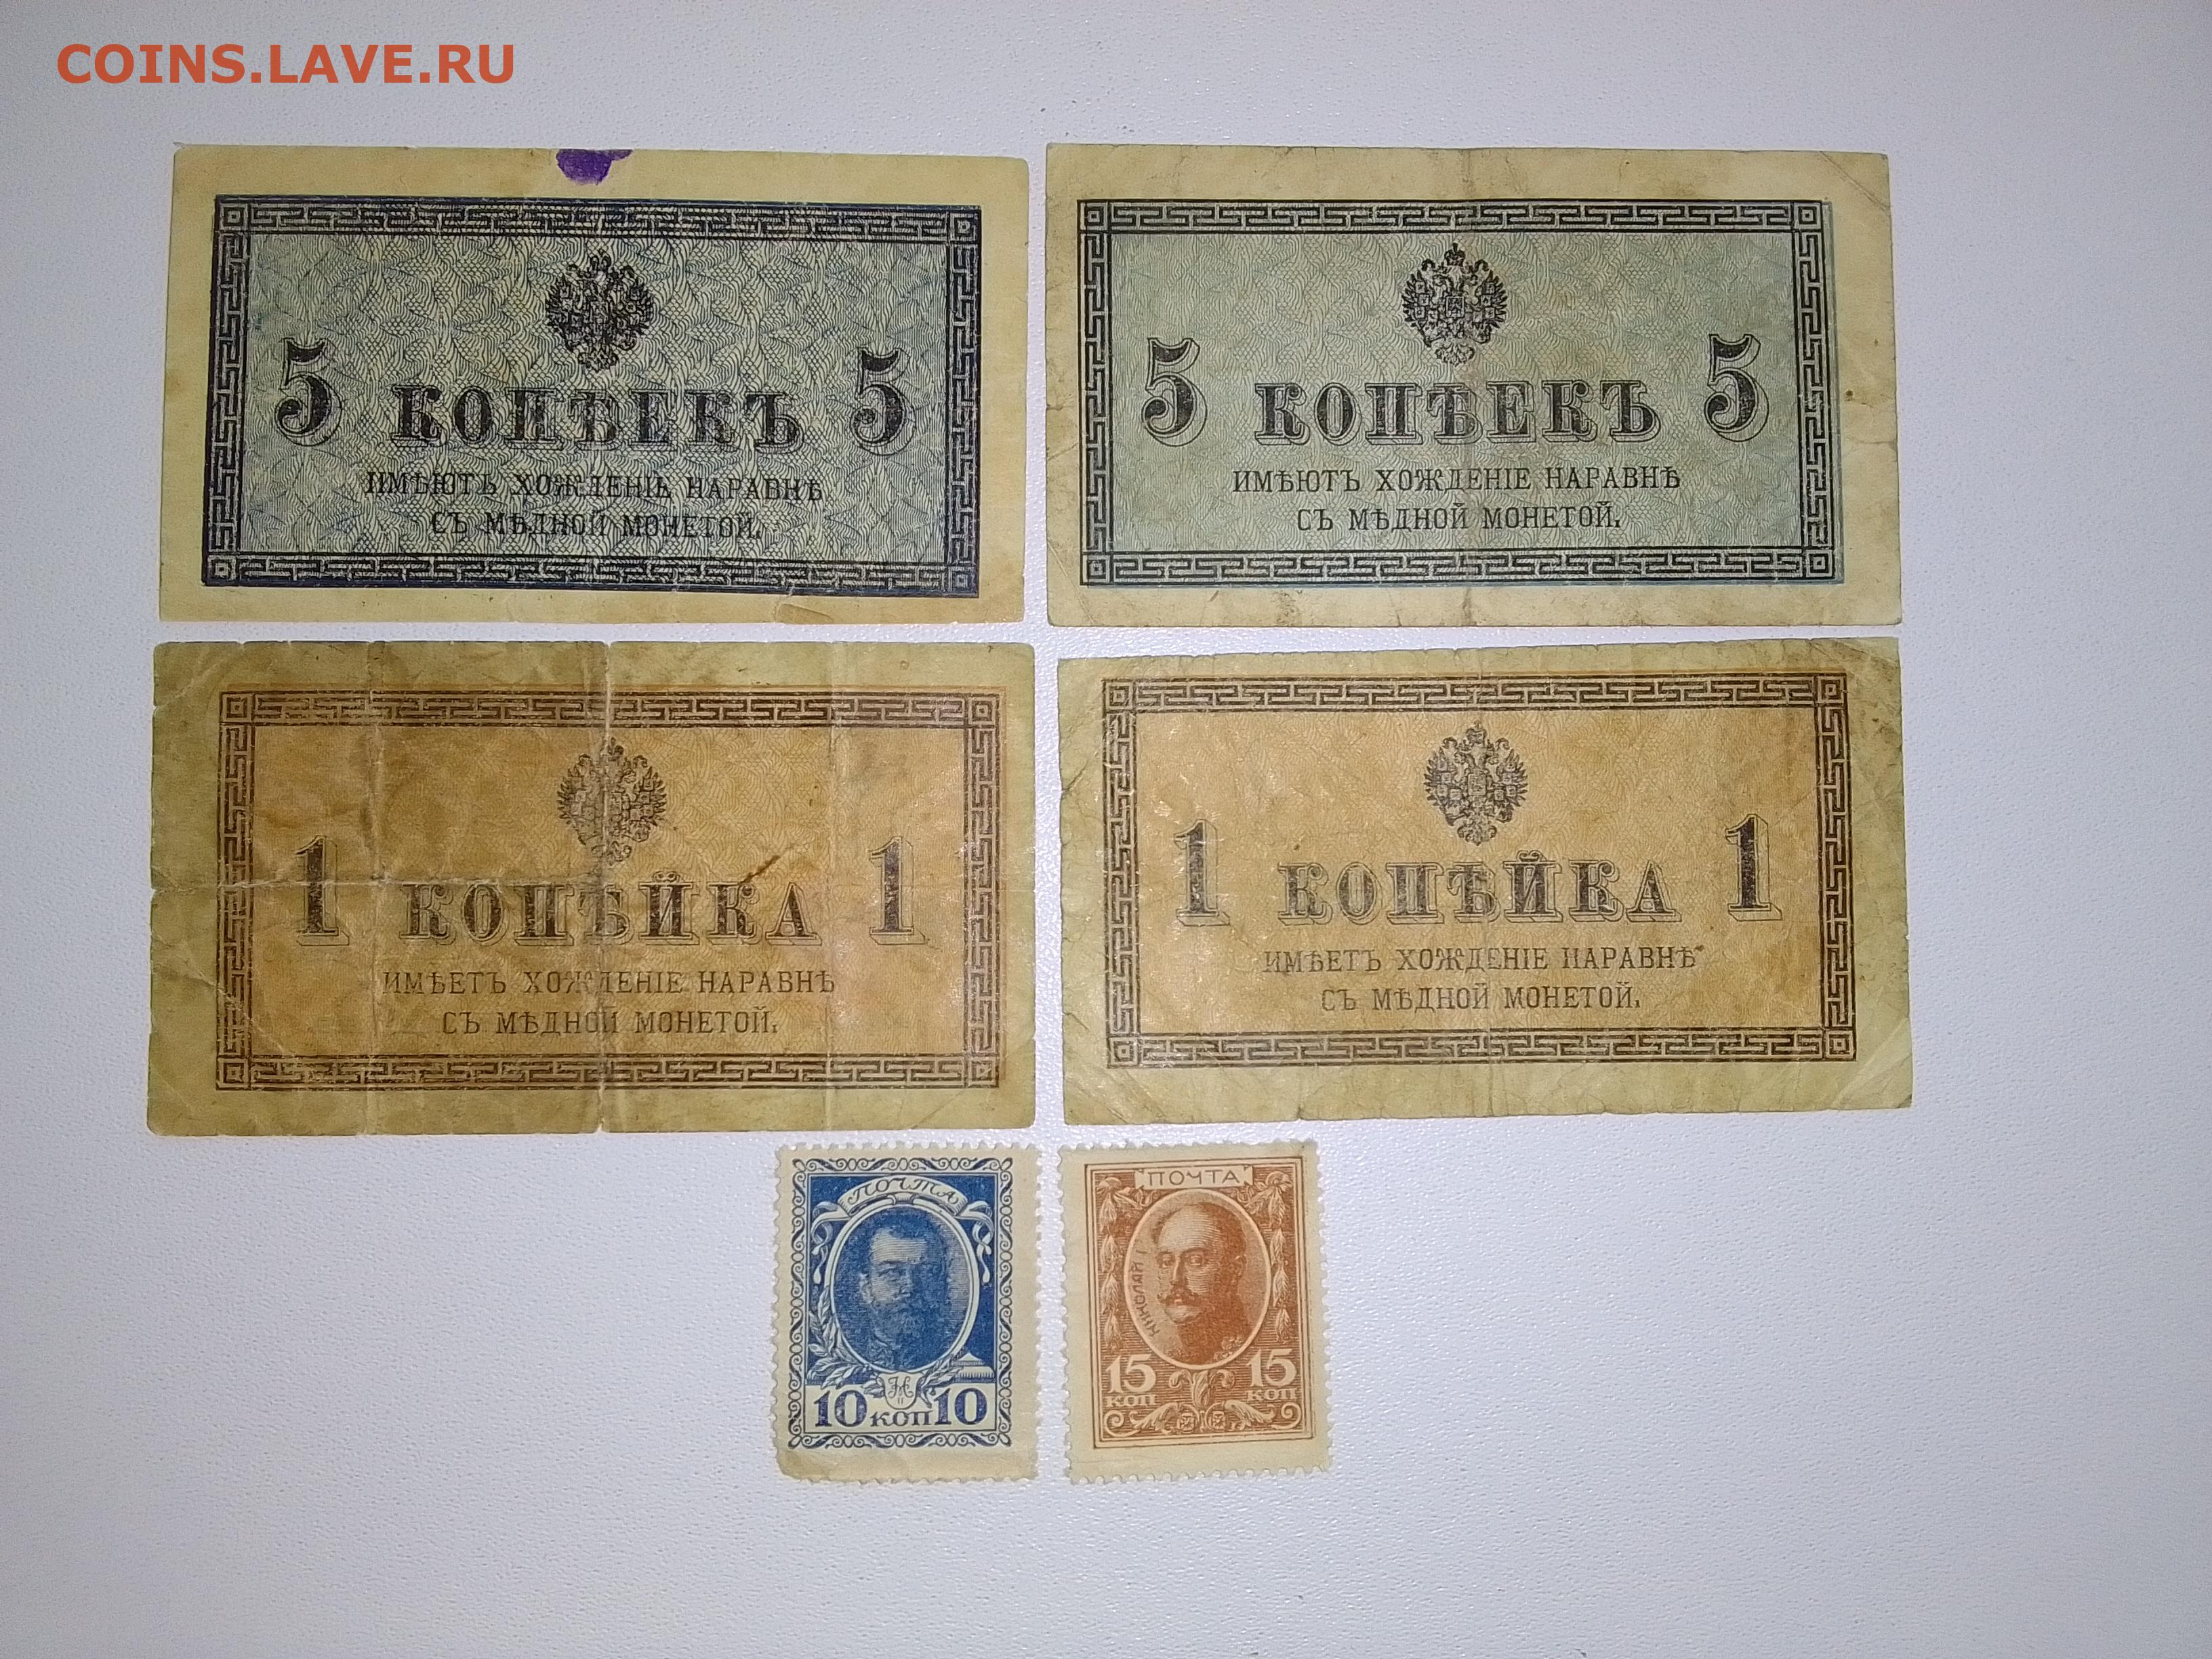 COINS.LAVE.RU
5 КОПѢЕКЪ 5
ИМѢЮТЪ ХОЖДЕНІЕ НАРАВНѢ
СЪ МѢДНОЙ МОНЕТОЙ.
5 КОПѢЕКЪ 5
ИМѢЮТЪ ХОЖДЕНІЕ НАРАВНѢ
СЪ МѢДНОЙ МОНЕТОЙ.
1 КОПѢЙКА 1
ИМѢЕТЪ ХОЖДЕНІЕ НАРАВНѢ
СЪ МѢДНОЙ МОНЕТОЙ.
1 КОПѢЙКА 1
ИМѢЕТЪ ХОЖДЕНІЕ НАРАВНѢ
СЪ МѢДНОЙ МОНЕТОЙ.
ПОЧТА
10 КОП 10
ПОЧТА
НИКОЛАЙ I
15 15
КОП КОП